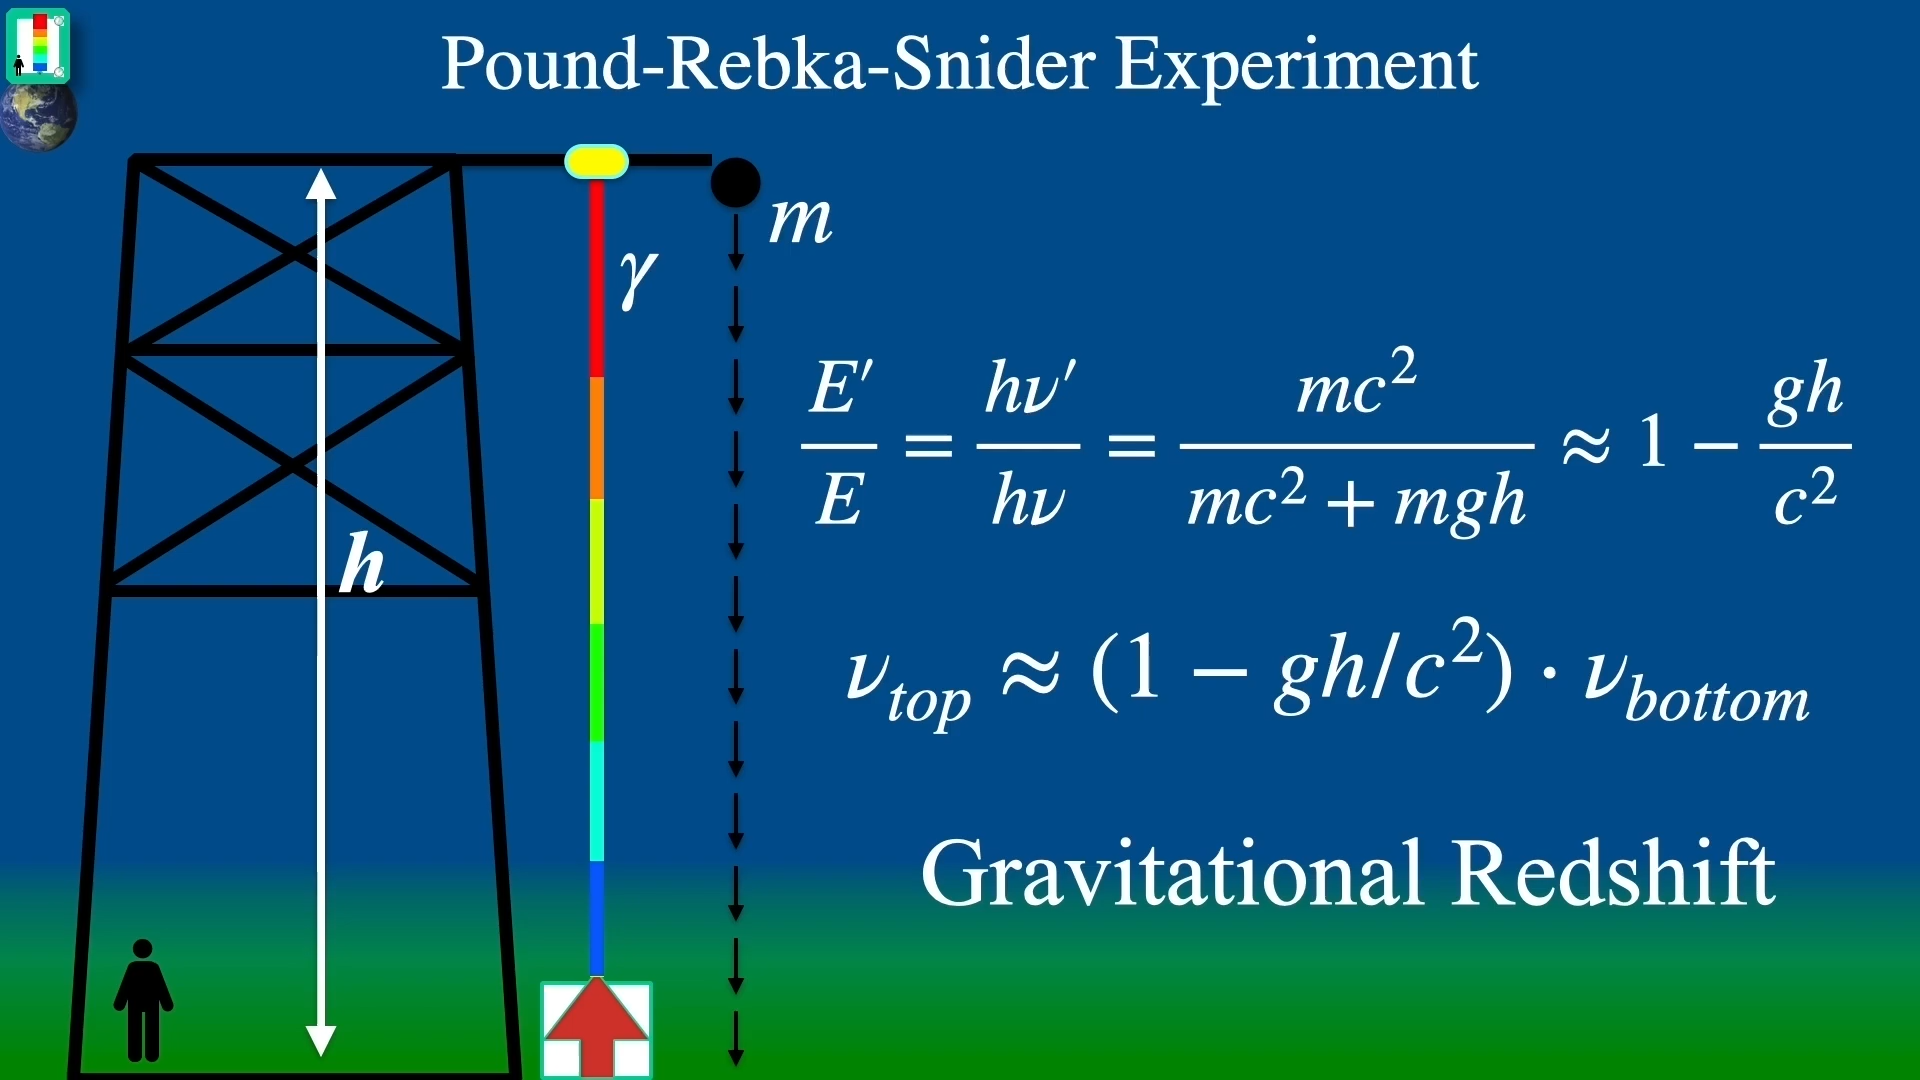 Pound-Rebka-Snider Experiment
m
γ
E′/E = hν′/hν = mc²/(mc² + mgh) ≈ 1 − gh/c²
h
ν_top ≈ (1 − gh/c²) · ν_bottom
Gravitational Redshift